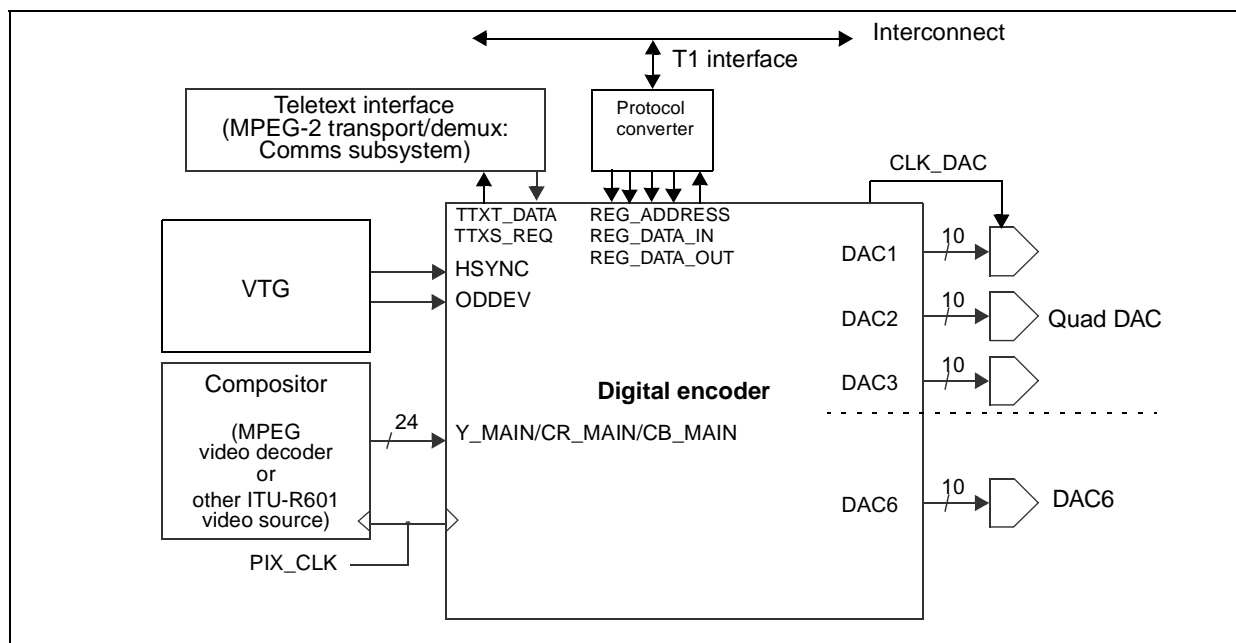 Interconnect
T1 interface
Teletext interface
(MPEG-2 transport/demux:
Comms subsystem)
Protocol
converter
CLK_DAC
TTXT_DATA
TTXS_REQ
REG_ADDRESS
REG_DATA_IN
REG_DATA_OUT
VTG
HSYNC
ODDEV
DAC1
10
DAC2
10
Quad DAC
DAC3
10
Compositor
(MPEG
video decoder
or
other ITU-R601
video source)
24
Y_MAIN/CR_MAIN/CB_MAIN
Digital encoder
DAC6
10
DAC6
PIX_CLK